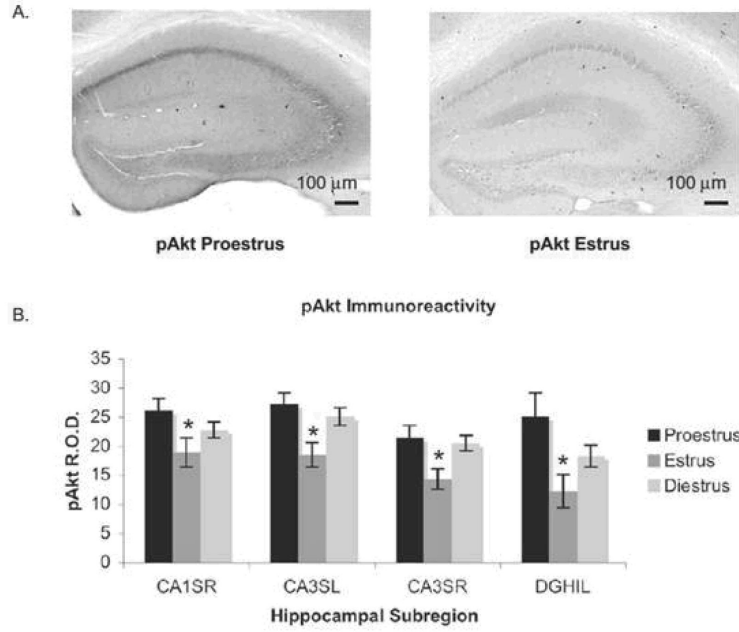 A.
100 µm
100 µm
pAkt Proestrus
pAkt Estrus
pAkt Immunoreactivity
B.
35
30
25
20
15
10
5
0
pAkt R.O.D.
*
*
*
*
Proestrus
Estrus
Diestrus
CA1SR
CA3SL
CA3SR
DGHIL
Hippocampal Subregion